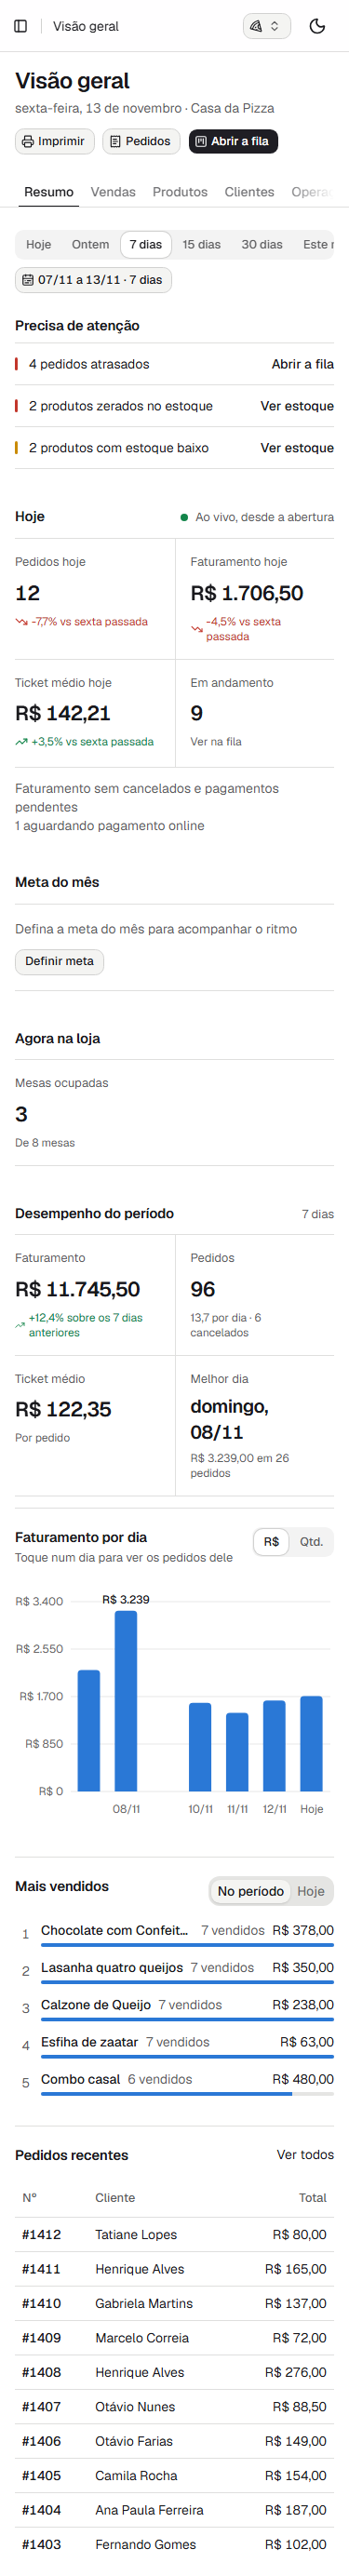 Visão geral
Visão geral
sexta-feira, 13 de novembro · Casa da Pizza
Imprimir
Pedidos
Abrir a fila
Resumo
Vendas
Produtos
Clientes
Opera
Hoje
Ontem
7 dias
15 dias
30 dias
Este
07/11 a 13/11 · 7 dias
Precisa de atenção
4 pedidos atrasados
Abrir a fila
2 produtos zerados no estoque
Ver estoque
2 produtos com estoque baixo
Ver estoque
Hoje
Ao vivo, desde a abertura
Pedidos hoje
12
-7,7% vs sexta passada
Faturamento hoje
R$ 1.706,50
-4,5% vs sexta
passada
Ticket médio hoje
R$ 142,21
+3,5% vs sexta passada
Em andamento
9
Ver na fila
Faturamento sem cancelados e pagamentos
pendentes
1 aguardando pagamento online
Meta do mês
Defina a meta do mês para acompanhar o ritmo
Definir meta
Agora na loja
Mesas ocupadas
3
De 8 mesas
Desempenho do período
7 dias
Faturamento
R$ 11.745,50
+12,4% sobre os 7 dias
anteriores
Pedidos
96
13,7 por dia · 6
cancelados
Ticket médio
R$ 122,35
Por pedido
Melhor dia
domingo,
08/11
R$ 3.239,00 em 26
pedidos
Faturamento por dia
Toque num dia para ver os pedidos dele
R$
Qtd.
R$ 3.400
R$ 3.239
R$ 2.550
R$ 1.700
R$ 850
R$ 0
08/11
10/11
11/11
12/11
Hoje
Mais vendidos
No período
Hoje
1 Chocolate com Confeit... 7 vendidos R$ 378,00
2 Lasanha quatro queijos 7 vendidos R$ 350,00
3 Calzone de Queijo 7 vendidos R$ 238,00
4 Esfiha de zaatar 7 vendidos R$ 63,00
5 Combo casal 6 vendidos R$ 480,00
Pedidos recentes
Ver todos
Nº Cliente Total
#1412 Tatiane Lopes R$ 80,00
#1411 Henrique Alves R$ 165,00
#1410 Gabriela Martins R$ 137,00
#1409 Marcelo Correia R$ 72,00
#1408 Henrique Alves R$ 276,00
#1407 Otávio Nunes R$ 88,50
#1406 Otávio Farias R$ 149,00
#1405 Camila Rocha R$ 154,00
#1404 Ana Paula Ferreira R$ 187,00
#1403 Fernando Gomes R$ 102,00